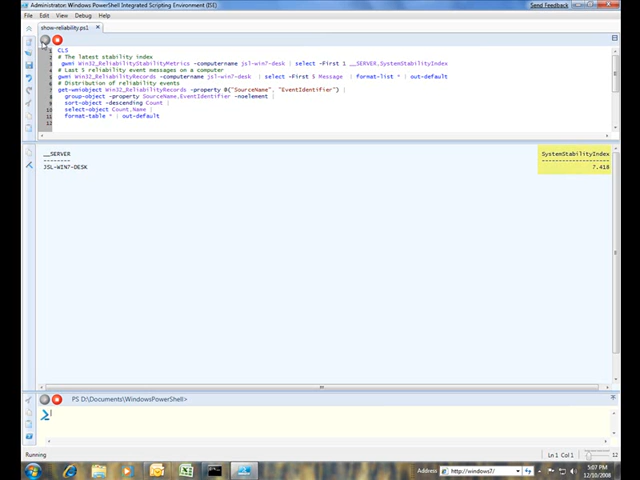 Administrator: Windows PowerShell Integrated Scripting Environment (ISE)
Send Feedback
File Edit View Debug Help
show-reliability.ps1
1 CLS
2 # The latest stability index
3 gwmi Win32_ReliabilityStabilityMetrics -computername jsl-win7-desk | select -First 1 __SERVER,SystemStabilityIndex
4 # Last 5 reliability event messages on a computer
5
6 gwmi Win32_ReliabilityRecords -computername jsl-win7-desk | select -First 5 Message | format-list * | out-default
# Distribution of reliability events
7 get-wmiobject Win32_ReliabilityRecords -property @("SourceName", "EventIdentifier") |
8 group-object -property SourceName,EventIdentifier -noelement |
9 sort-object -descending Count |
10 select-object Count,Name |
11 format-table * | out-default
12
__SERVER SystemStabilityIndex
-------- --------------------
JSL-WIN7-DESK 7.418
PS D:\Documents\WindowsPowerShell>
Running
Ln 1 Col 1
12
Address http://windows7/
5:07 PM
12/10/2008